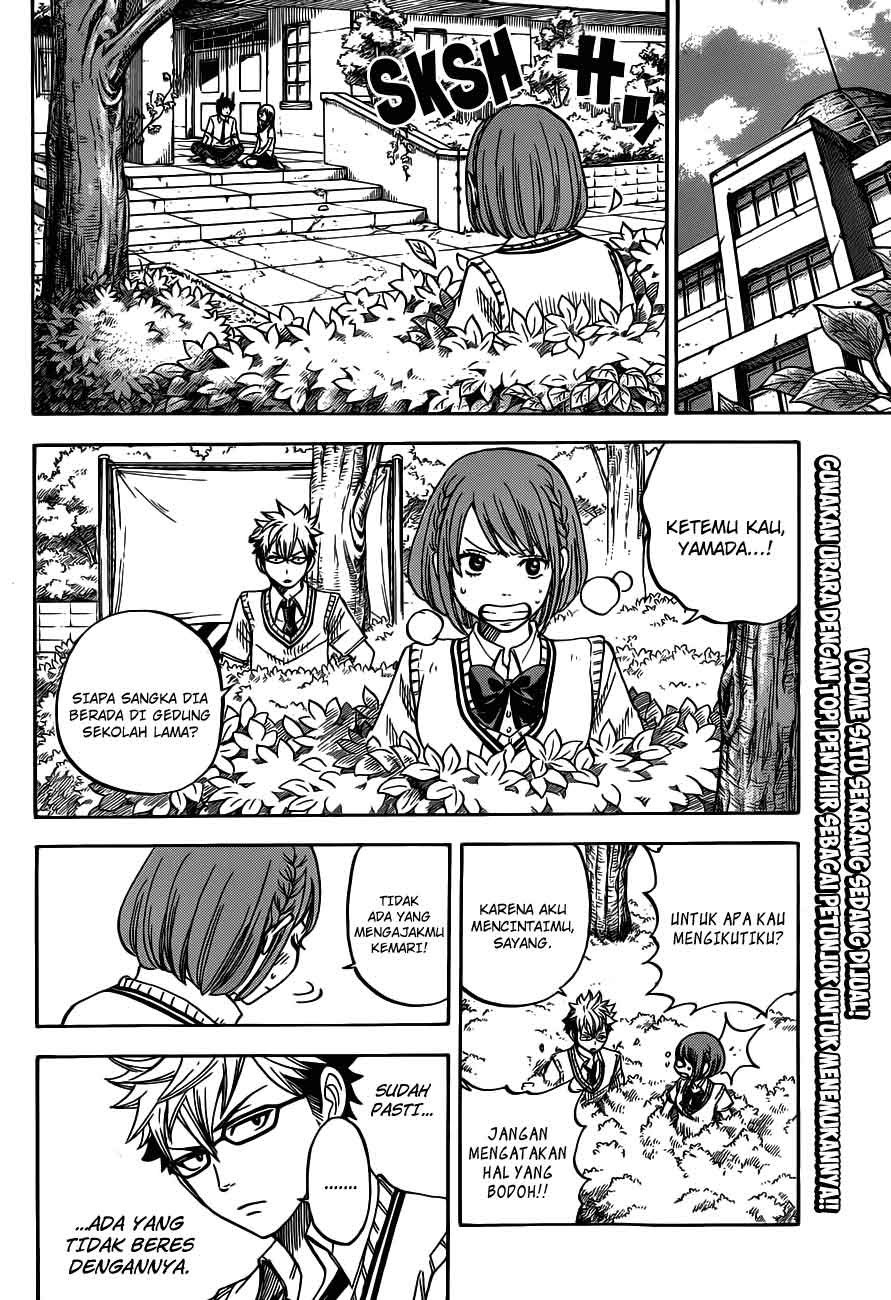 SKSH
サッ
KETEMU KAU,
YAMADA...!
SIAPA SANGKA DIA
BERADA DI GEDUNG
SEKOLAH LAMA?
VOLUME SATU SEKARANG SEDANG DIJUAL!
GUNAKAN URARA DENGAN TOPI PENYIHIR SEBAGAI PETUNJUK UNTUK MENEMUKANNYA!!
UNTUK APA KAU
MENGIKUTIKU?
KARENA AKU
MENCINTAIMU,
SAYANG.
JANGAN
MENGATAKAN
HAL YANG
BODOH!!
TIDAK
ADA YANG
MENGAJAKMU
KEMARI!
SUDAH
PASTI...
.......
...ADA YANG
TIDAK BERES
DENGANNYA.